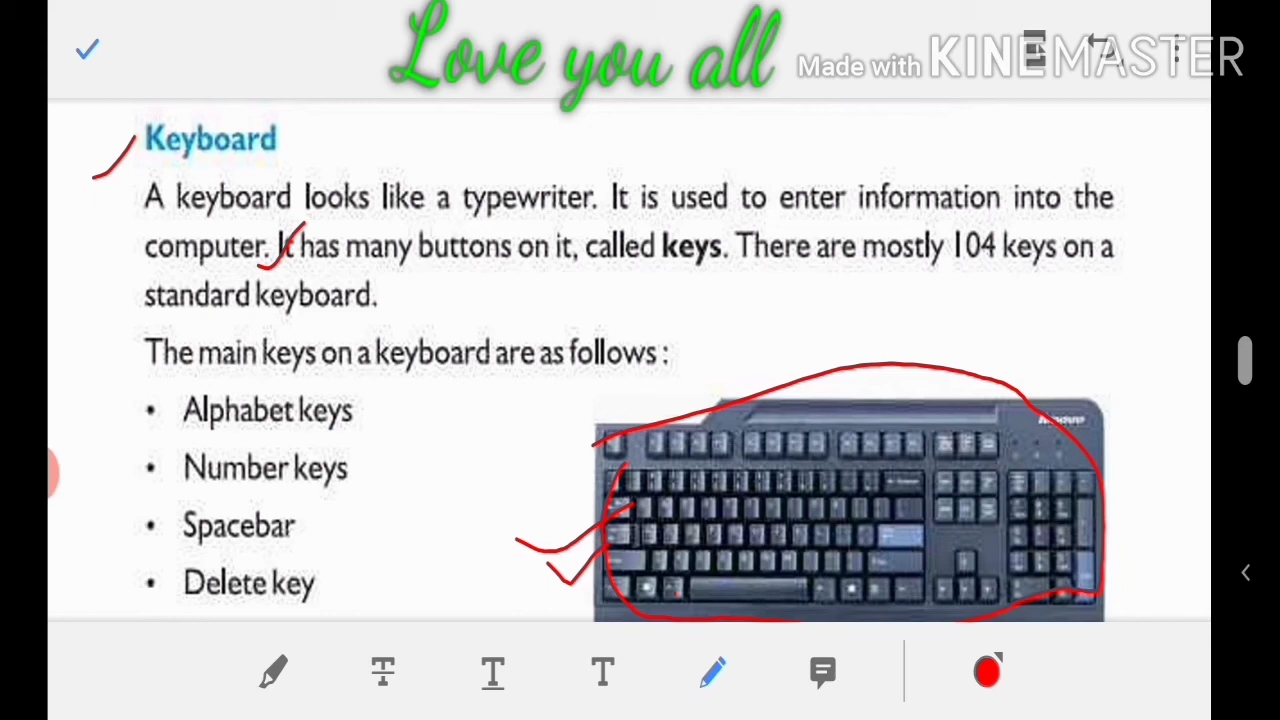 Love you all
Made with KINEMASTER
Keyboard
A keyboard looks like a typewriter. It is used to enter information into the
computer. It has many buttons on it, called keys. There are mostly 104 keys on a
standard keyboard.
The main keys on a keyboard are as follows :
• Alphabet keys
• Number keys
• Spacebar
• Delete key
T
T
T